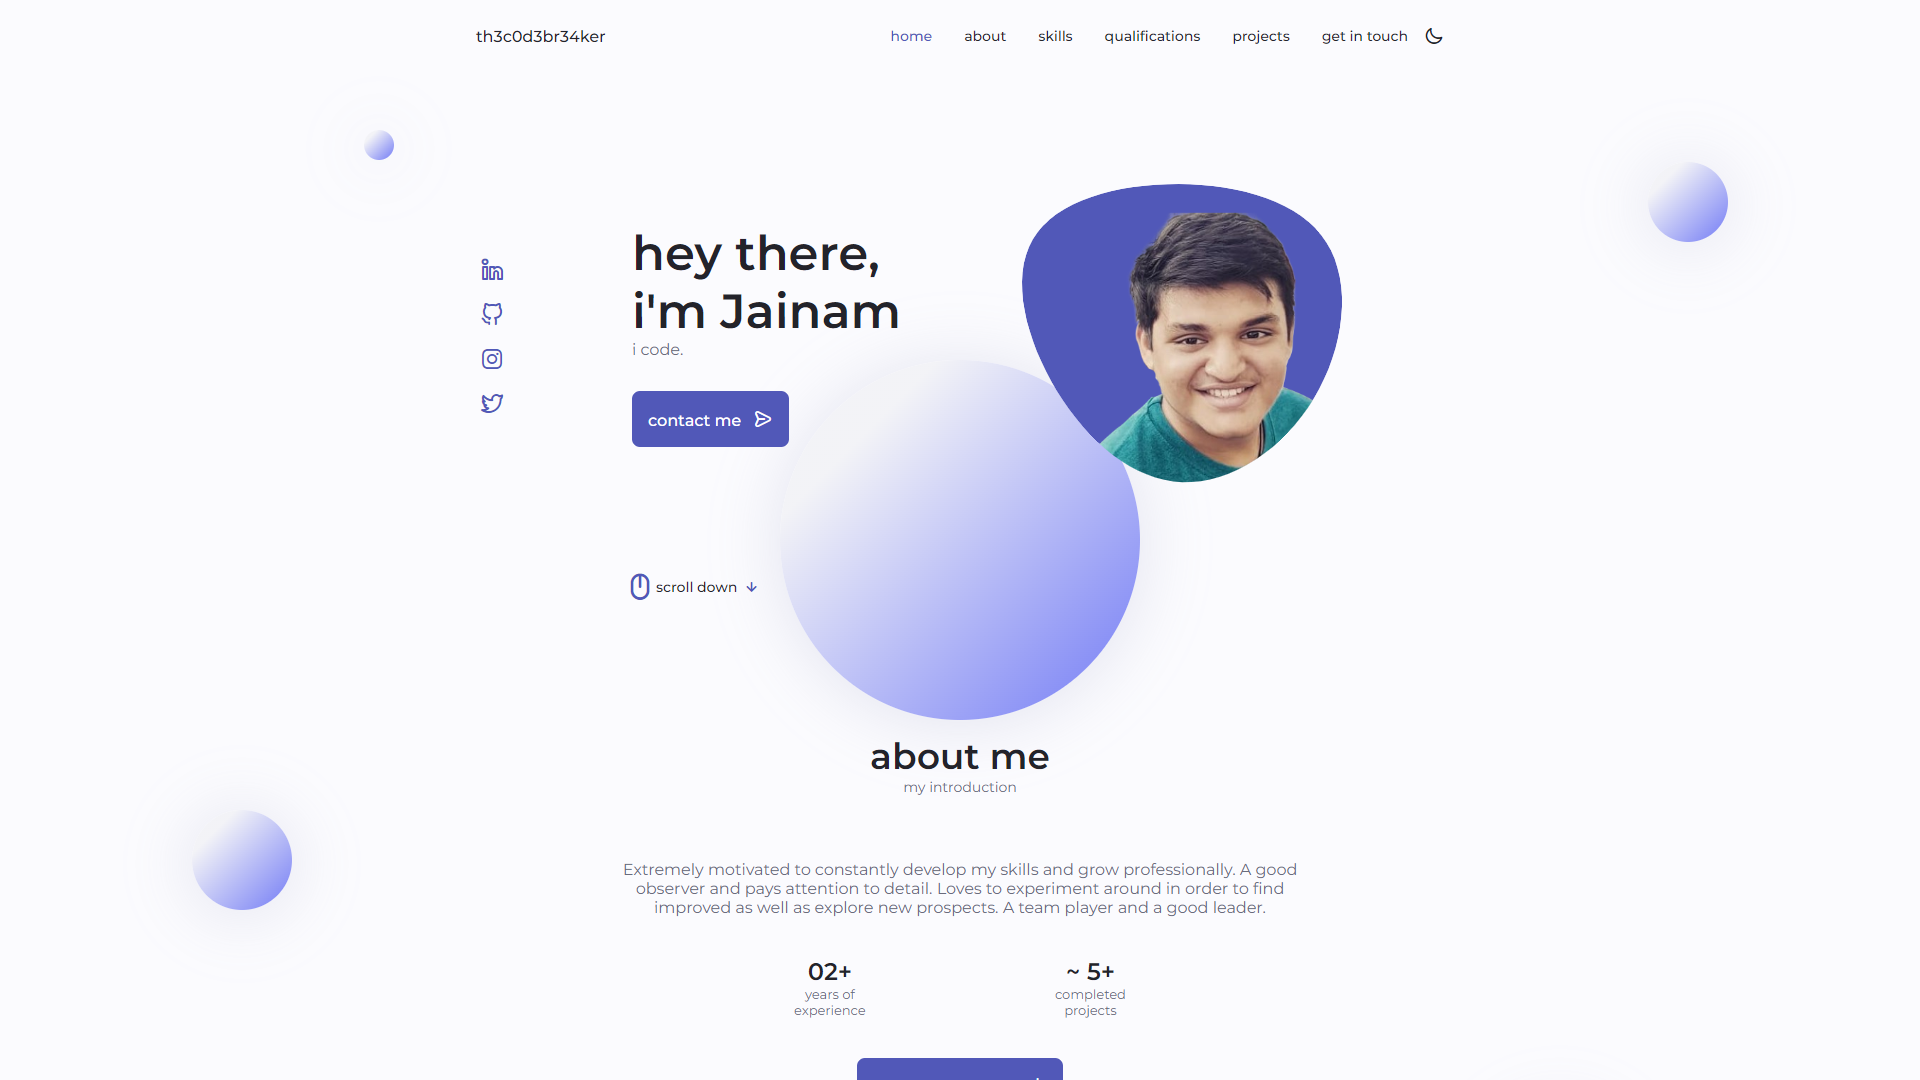 th3c0d3br34ker
home
about
skills
qualifications
projects
get in touch
hey there,
i'm Jainam
i code.
contact me
scroll down
about me
my introduction
Extremely motivated to constantly develop my skills and grow professionally. A good
observer and pays attention to detail. Loves to experiment around in order to find
improved as well as explore new prospects. A team player and a good leader.
02+
years of
experience
~ 5+
completed
projects